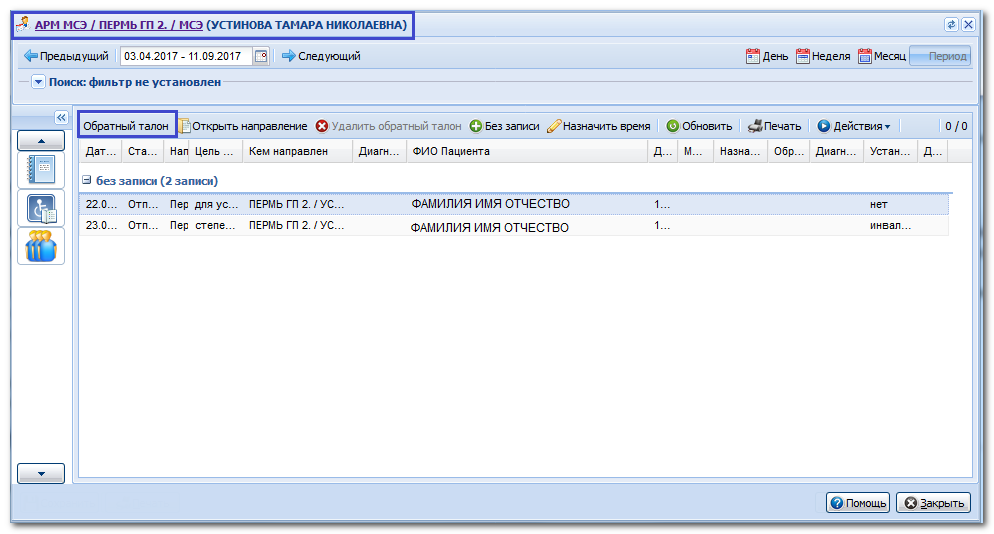 АРМ МСЭ / ПЕРМЬ ГП 2. / МСЭ (УСТИНОВА ТАМАРА НИКОЛАЕВНА)
Предыдущий 03.04.2017 - 11.09.2017 Следующий День Неделя Месяц Период
Поиск: фильтр не установлен
Обратный талон Открыть направление Удалить обратный талон Без записи Назначить время Обновить Печать Действия 0 / 0
Дат... Ста... Нап Цель ... Кем направлен Диагн... ФИО Пациента Д... М... Назна... Обр... Диагн... Устан... Д...
без записи (2 записи)
22.0... Отп... Пер для ус... ПЕРМЬ ГП 2. / УС... ФАМИЛИЯ ИМЯ ОТЧЕСТВО 1... нет
23.0... Отп... Пер степе... ПЕРМЬ ГП 2. / УС... ФАМИЛИЯ ИМЯ ОТЧЕСТВО 1... инвал...
Помощь Закрыть